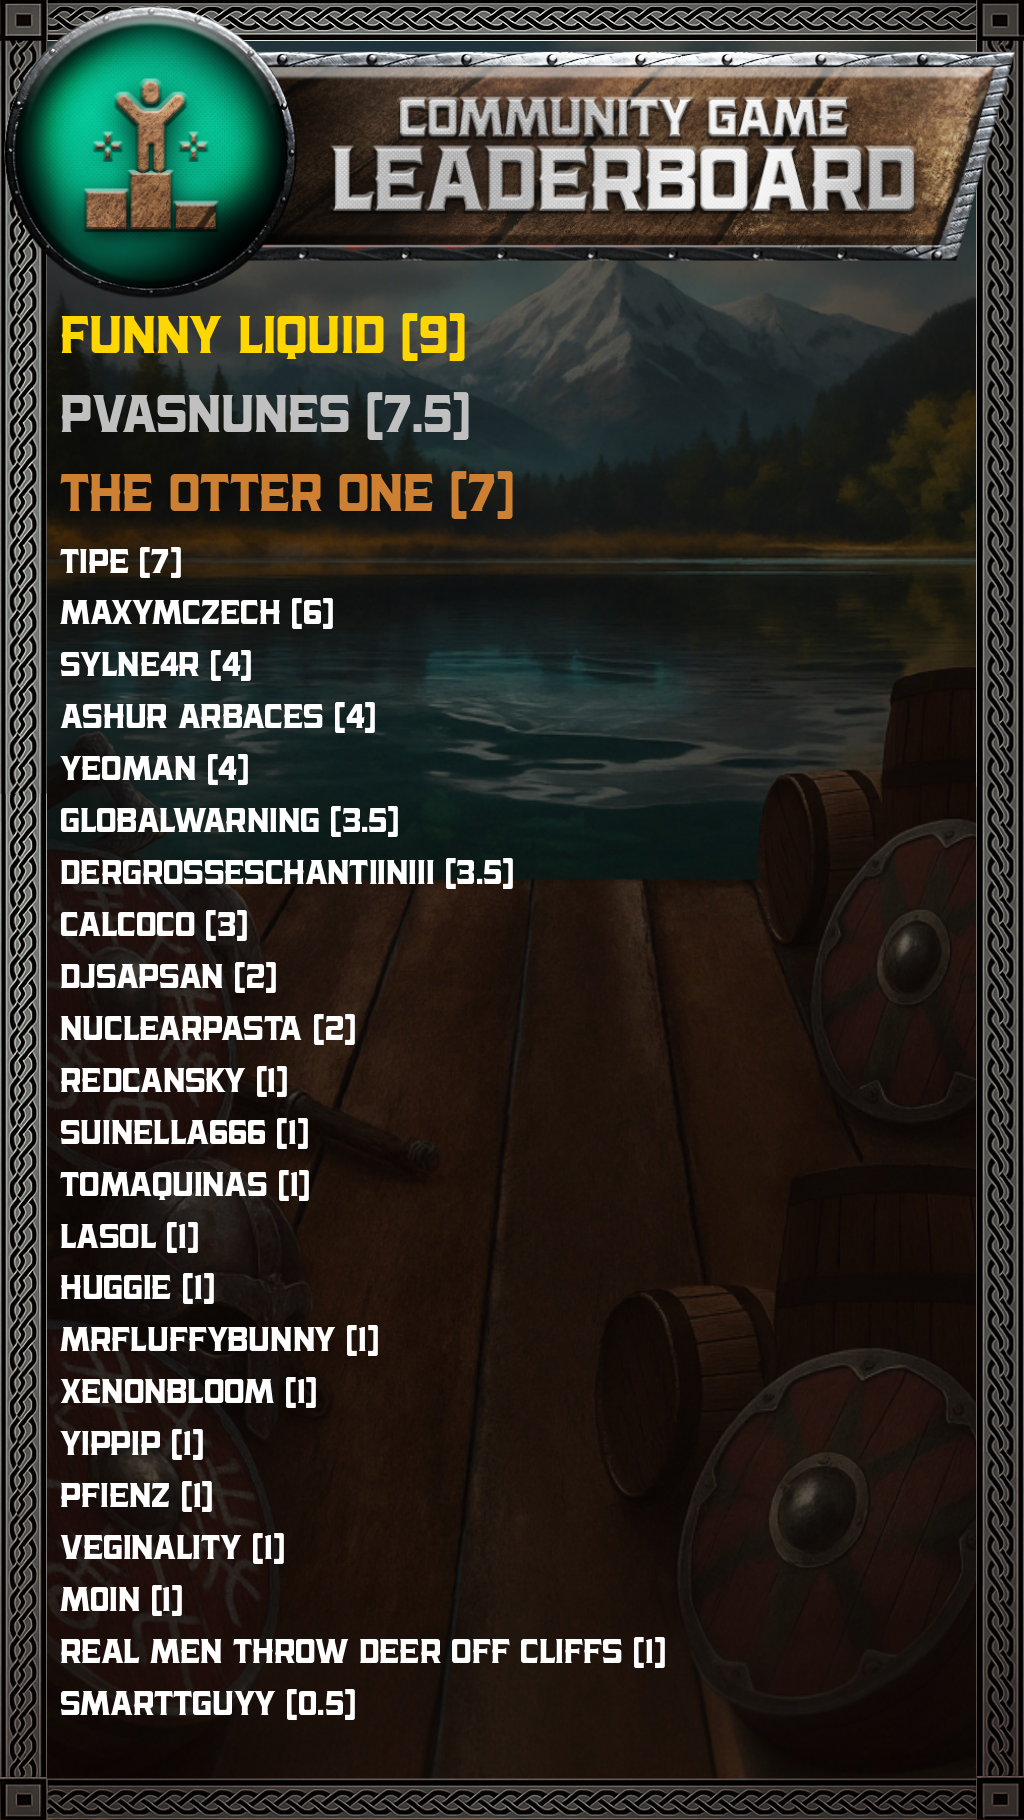 COMMUNITY GAME
LEADERBOARD
FUNNY LIQUID [9]
PVASNUNES [7.5]
THE OTTER ONE [7]
TIPE [7]
MAXYMCZECH [6]
SYLNE4R [4]
ASHUR ARBACES [4]
YEOMAN [4]
GLOBALWARNING [3.5]
DERGROSSESCHANTIINIII [3.5]
CALCOCO [3]
DJSAPSAN [2]
NUCLEARPASTA [2]
REDCANSKY [1]
SUINELLA666 [1]
TOMAQUINAS [1]
LASOL [1]
HUGGIE [1]
MRFLUFFYBUNNY [1]
XENONBLOOM [1]
YIPPIP [1]
PFIENZ [1]
VEGINALITY [1]
MOIN [1]
REAL MEN THROW DEER OFF CLIFFS [1]
SMARTTGUYY [0.5]